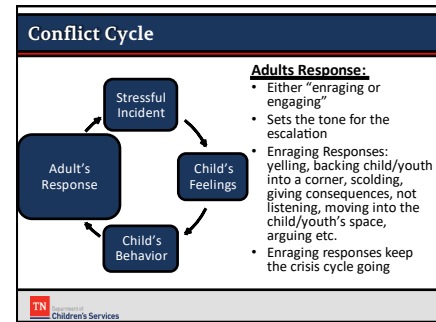 Conflict Cycle
Stressful
Incident
Child's
Feelings
Child's
Behavior
Adult's
Response
Adults Response:
• Either "enraging or
engaging"
• Sets the tone for the
escalation
• Enraging Responses:
yelling, backing child/youth
into a corner, scolding,
giving consequences, not
listening, moving into the
child/youth's space,
arguing etc.
• Enraging responses keep
the crisis cycle going
TN
Department of
Children's Services